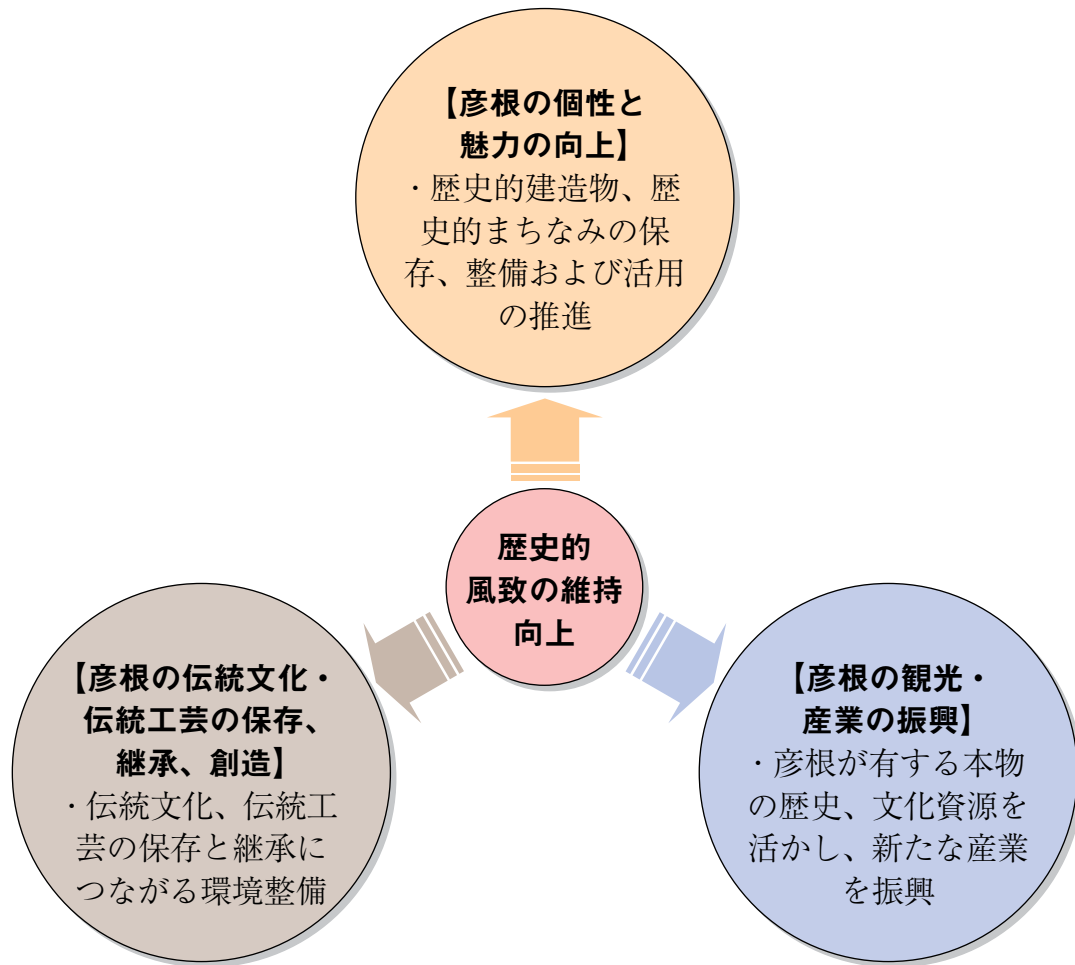 【彦根の個性と
魅力の向上】
・歴史的建造物、歴
史的まちなみの保
存、整備および活用
の推進
歴史的
風致の維持
向上
【彦根の伝統文化・
伝統工芸の保存、
継承、創造】
・伝統文化、伝統工
芸の保存と継承に
つながる環境整備
【彦根の観光・
産業の振興】
・彦根が有する本物
の歴史、文化資源を
活かし、新たな産業
を振興